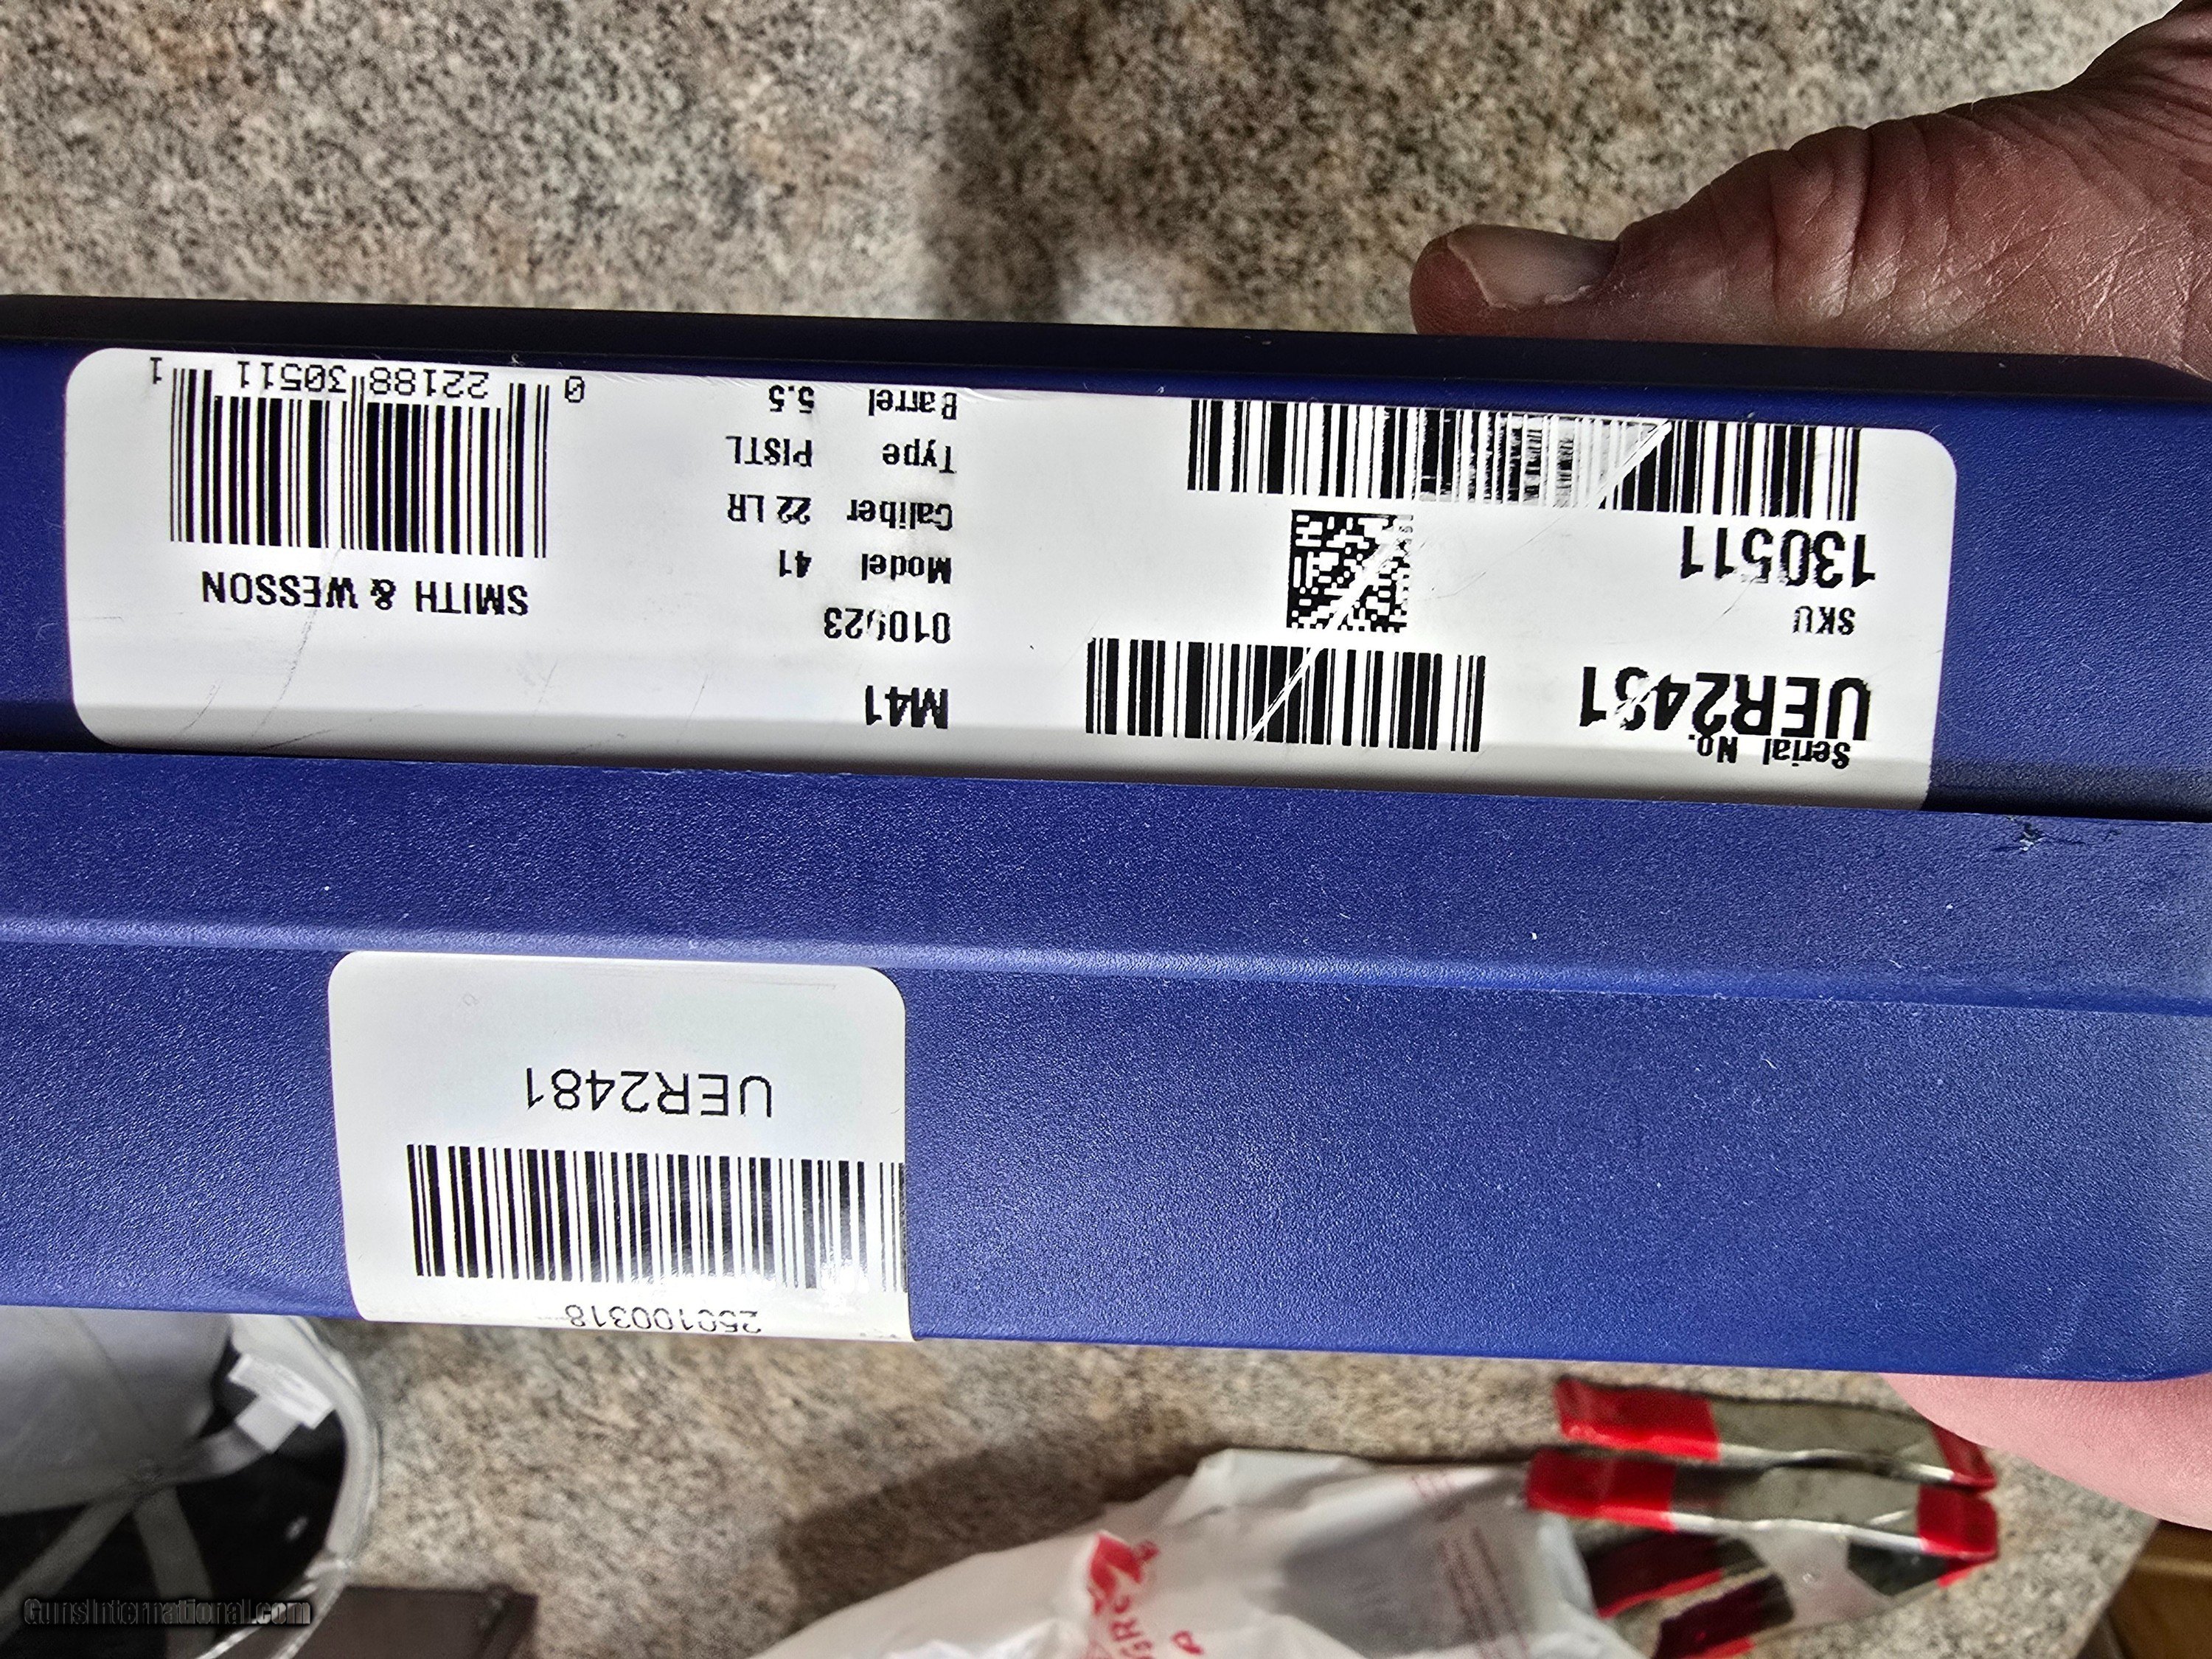 Serial No.
UER2481
SKU
130511
M41
010923
Model 41
Caliber 22 LR
Type PISTL
Barrel 5.5
SMITH & WESSON
0 22188 30511 1
250100318
UER2481
GunsInternational.com